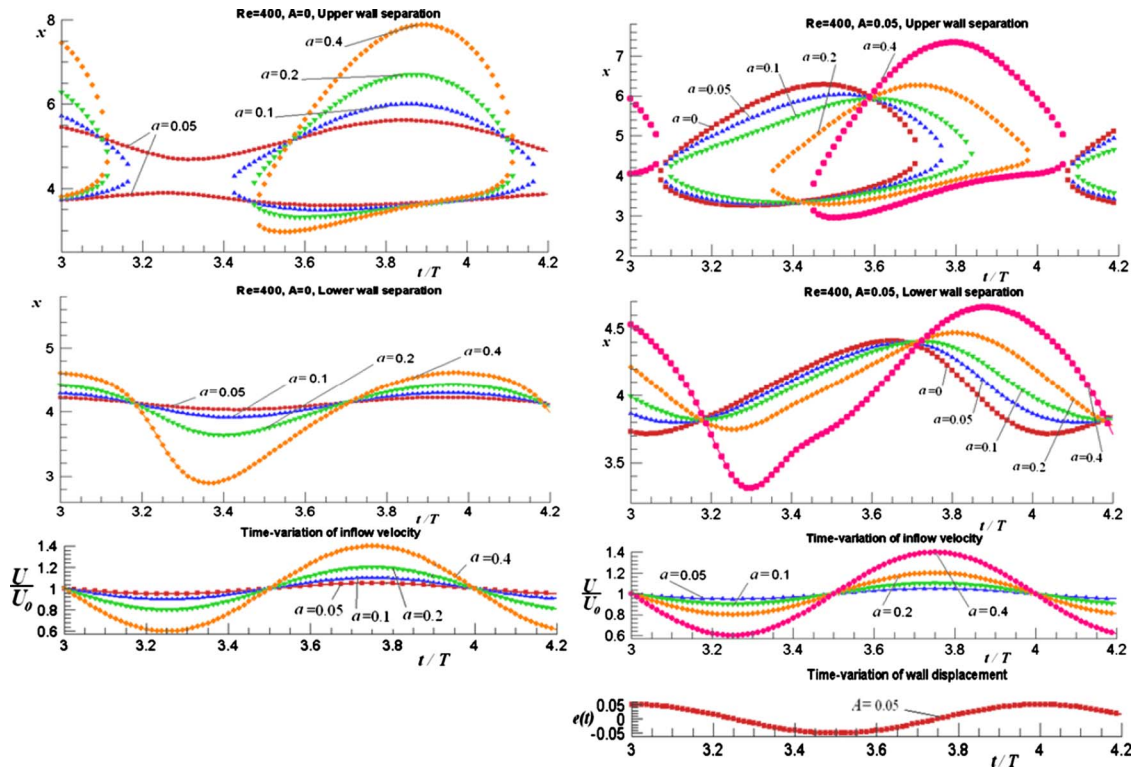 Re=400, A=0, Upper wall separation
x
8
6
4
a=0.4
a=0.2
a=0.1
a=0.05
3 3.2 3.4 3.6 3.8 4 4.2
t/T
Re=400, A=0, Lower wall separation
x
5
4
3
a=0.4
a=0.2
a=0.1
a=0.05
3 3.2 3.4 3.6 3.8 4 4.2
t/T
Time-variation of inflow velocity
U/U0
1.4
1.2
1.0
0.8
0.6
a=0.4
a=0.05
a=0.1
a=0.2
3 3.2 3.4 3.6 3.8 4 4.2
t/T
Re=400, A=0.05, Upper wall separation
x
7
6
5
4
3
2
a=0.4
a=0.2
a=0.1
a=0.05
a=0
3 3.2 3.4 3.6 3.8 4 4.2
t/T
Re=400, A=0.05, Lower wall separation
x
4.5
4
3.5
a=0
a=0.05
a=0.1
a=0.2
a=0.4
3 3.2 3.4 3.6 3.8 4 4.2
t/T
Time-variation of inflow velocity
U/U0
1.4
1.2
1.0
0.8
0.6
a=0.05
a=0.1
a=0.2
a=0.4
3 3.2 3.4 3.6 3.8 4 4.2
t/T
Time-variation of wall displacement
e(t)
0.05
0
-0.05
A=0.05
3 3.2 3.4 3.6 3.8 4 4.2
t/T